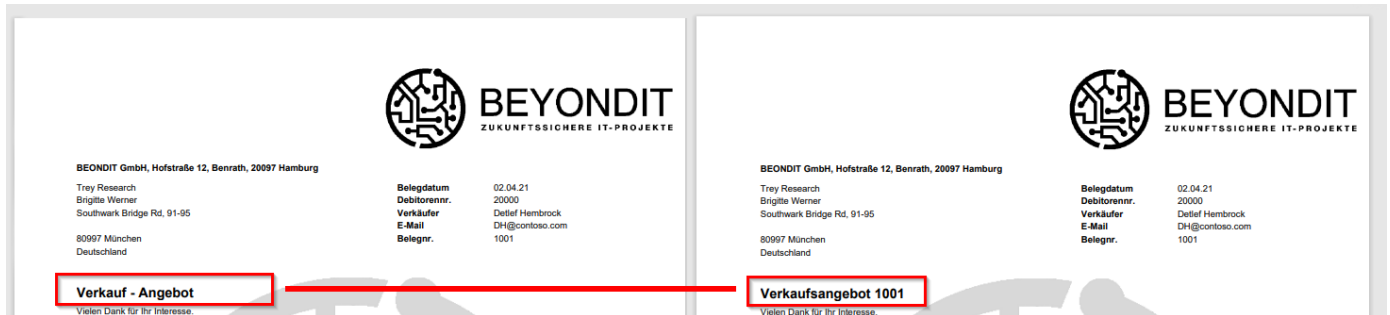 BEYONDIT
ZUKUNFTSSICHERE IT-PROJEKTE
BEONDIT GmbH, Hofstraße 12, Benrath, 20097 Hamburg
Trey Research
Brigitte Werner
Southwark Bridge Rd, 91-95
80997 München
Deutschland
Belegdatum 02.04.21
Debitorennr. 20000
Verkäufer Detlef Hembrock
E-Mail DH@contoso.com
Belegnr. 1001
Verkauf - Angebot
Vielen Dank für Ihr Interesse.
BEYONDIT
ZUKUNFTSSICHERE IT-PROJEKTE
BEONDIT GmbH, Hofstraße 12, Benrath, 20097 Hamburg
Trey Research
Brigitte Werner
Southwark Bridge Rd, 91-95
80997 München
Deutschland
Belegdatum 02.04.21
Debitorennr. 20000
Verkäufer Detlef Hembrock
E-Mail DH@contoso.com
Belegnr. 1001
Verkaufsangebot 1001
Vielen Dank für Ihr Interesse.